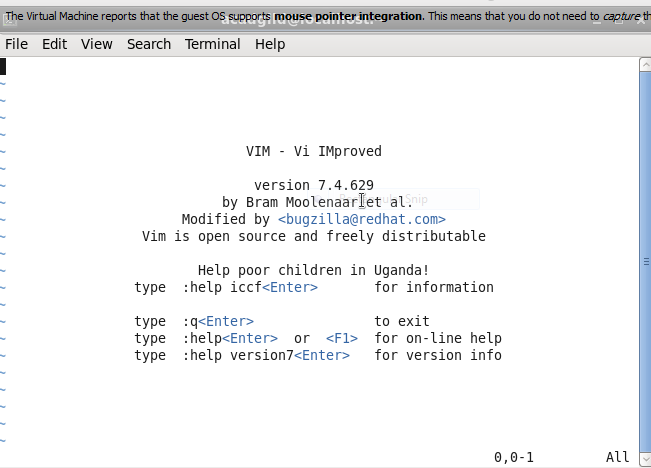 The Virtual Machine reports that the guest OS supports mouse pointer integration. This means that you do not need to capture th
File Edit View Search Terminal Help
~
~
~
~
VIM - Vi IMproved
~
~
version 7.4.629
~
by Bram Moolenaar et al.
~
Modified by <bugzilla@redhat.com>
~
Vim is open source and freely distributable
~
~
Help poor children in Uganda!
~
type :help iccf<Enter> for information
~
~
type :q<Enter> to exit
~
type :help<Enter> or <F1> for on-line help
~
type :help version7<Enter> for version info
~
~
~
~
~
0,0-1 All